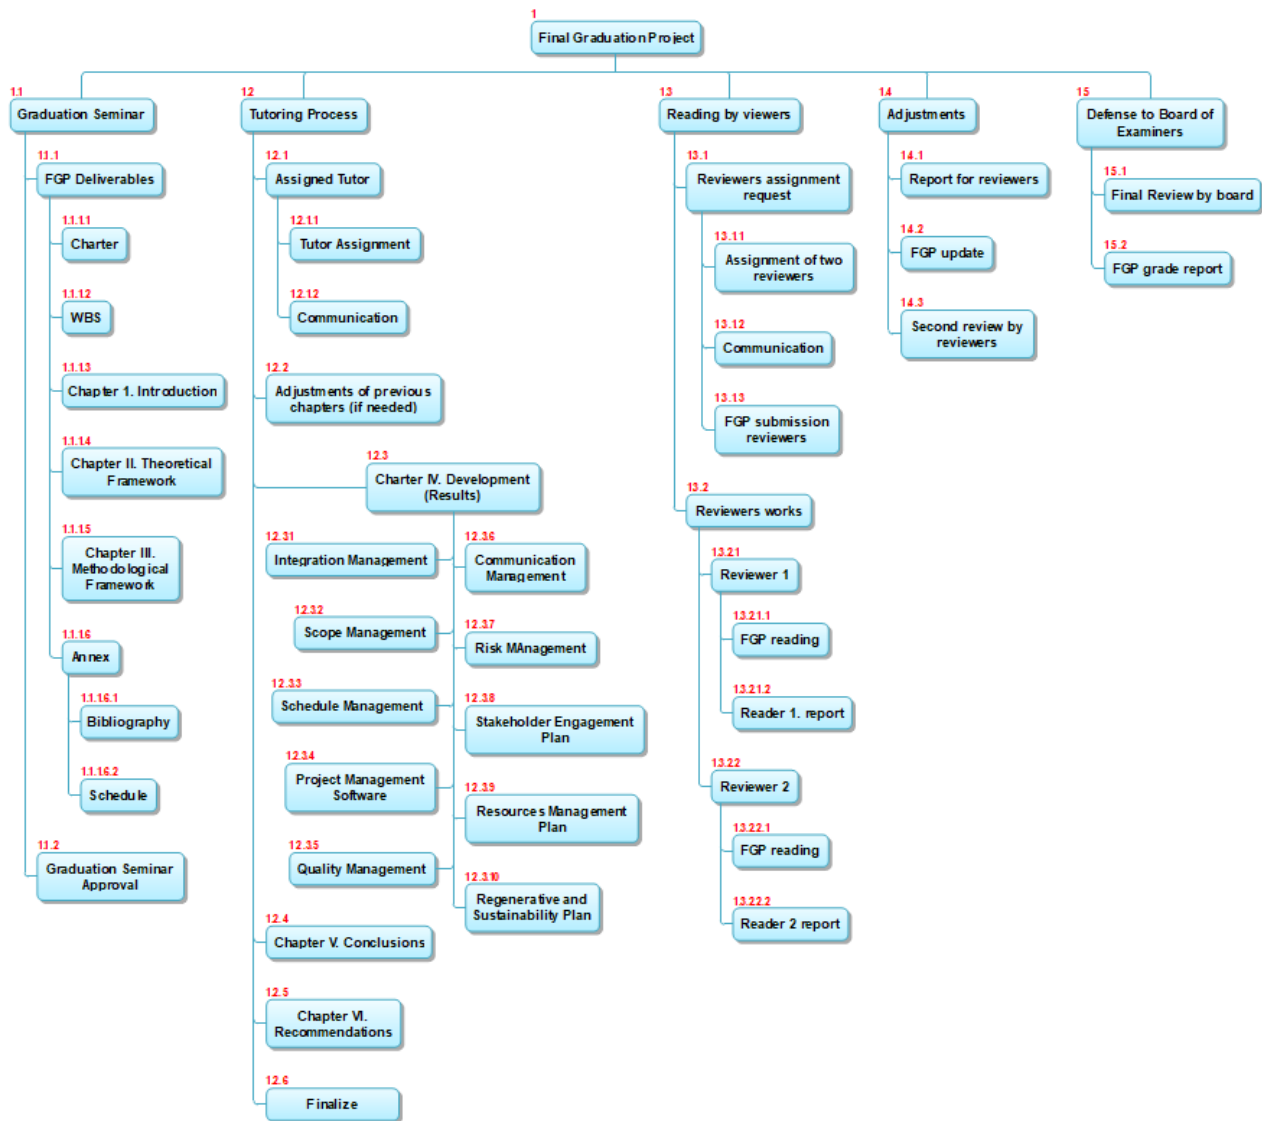 1
Final Graduation Project
1.1
Graduation Seminar
1.1.1
FGP Deliverables
1.1.1.1
Charter
1.1.1.2
WBS
1.1.1.3
Chapter 1. Introduction
1.1.1.4
Chapter II. Theoretical
Framework
1.1.1.5
Chapter III.
Methodological
Framework
1.1.1.6
Annex
1.1.1.6.1
Bibliography
1.1.1.6.2
Schedule
1.1.2
Graduation Seminar
Approval
1.2
Tutoring Process
1.2.1
Assigned Tutor
1.2.1.1
Tutor Assignment
1.2.1.2
Communication
1.2.2
Adjustments of previous
chapters (if needed)
1.2.3
Charter IV. Development
(Results)
1.2.3.1
Integration Management
1.2.3.2
Scope Management
1.2.3.3
Schedule Management
1.2.3.4
Project Management
Software
1.2.3.5
Quality Management
1.2.3.6
Communication
Management
1.2.3.7
Risk MAnagement
1.2.3.8
Stakeholder Engagement
Plan
1.2.3.9
Resources Management
Plan
1.2.3.10
Regenerative and
Sustainability Plan
1.2.4
Chapter V. Conclusions
1.2.5
Chapter VI.
Recommendations
1.2.6
Finalize
1.3
Reading by viewers
1.3.1
Reviewers assignment
request
1.3.1.1
Assignment of two
reviewers
1.3.1.2
Communication
1.3.1.3
FGP submission
reviewers
1.3.2
Reviewers works
1.3.2.1
Reviewer 1
1.3.2.1.1
FGP reading
1.3.2.1.2
Reader 1. report
1.3.2.2
Reviewer 2
1.3.2.2.1
FGP reading
1.3.2.2.2
Reader 2 report
1.4
Adjustments
1.4.1
Report for reviewers
1.4.2
FGP update
1.4.3
Second review by
reviewers
1.5
Defense to Board of
Examiners
1.5.1
Final Review by board
1.5.2
FGP grade report